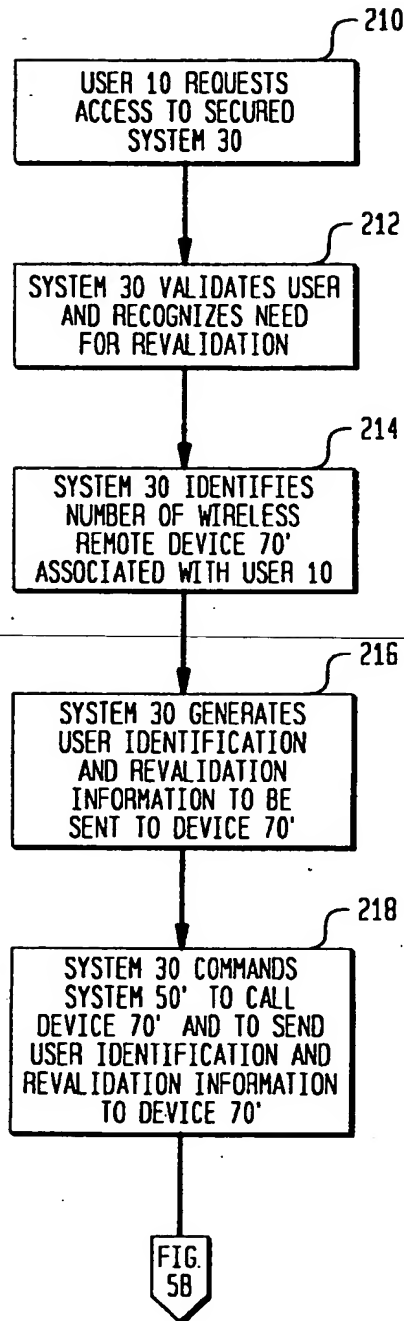 210
USER 10 REQUESTS
ACCESS TO SECURED
SYSTEM 30
212
SYSTEM 30 VALIDATES USER
AND RECOGNIZES NEED
FOR REVALIDATION
214
SYSTEM 30 IDENTIFIES
NUMBER OF WIRELESS
REMOTE DEVICE 70'
ASSOCIATED WITH USER 10
216
SYSTEM 30 GENERATES
USER IDENTIFICATION
AND REVALIDATION
INFORMATION TO BE
SENT TO DEVICE 70'
218
SYSTEM 30 COMMANDS
SYSTEM 50' TO CALL
DEVICE 70' AND TO SEND
USER IDENTIFICATION AND
REVALIDATION INFORMATION
TO DEVICE 70'
FIG.
5B